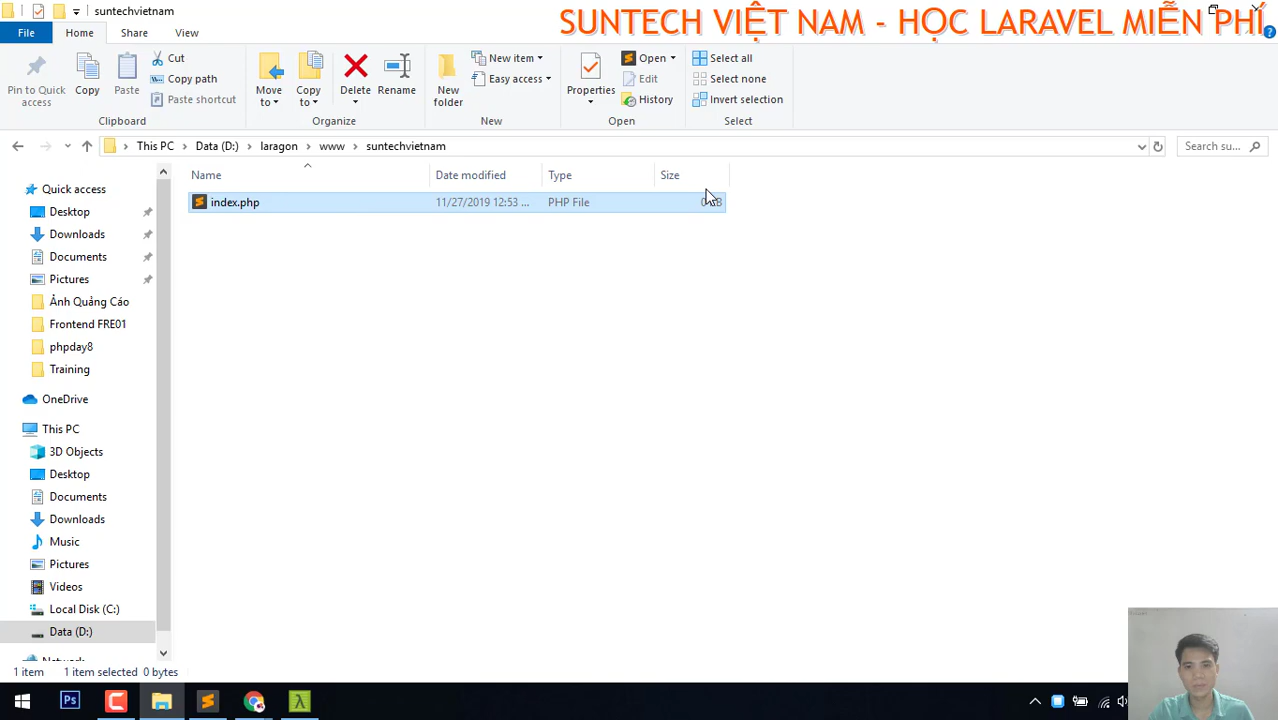 suntechvietnam
SUNTECH VIỆT NAM - HỌC LARAVEL MIỄN PHÍ
File
Home
Share
View
Pin to Quick access
Copy
Paste
Cut
Copy path
Paste shortcut
Clipboard
Move to
Copy to
Delete
Rename
Organize
New folder
New item
Easy access
New
Properties
Open
Edit
History
Open
Select all
Select none
Invert selection
Select
This PC
Data (D:)
laragon
www
suntechvietnam
Search su...
Name
Date modified
Type
Size
index.php
11/27/2019 12:53 ...
PHP File
Quick access
Desktop
Downloads
Documents
Pictures
Ảnh Quảng Cáo
Frontend FRE01
phpday8
Training
OneDrive
This PC
3D Objects
Desktop
Documents
Downloads
Music
Pictures
Videos
Local Disk (C:)
Data (D:)
1 item
1 item selected
0 bytes
Ps